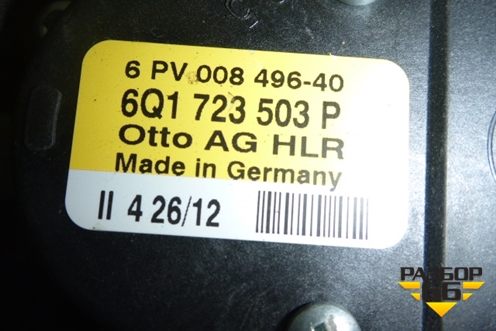 6 PV 008 496-40
6Q1 723 503 P
Otto AG HLR
Made in Germany
II 4 26/12
РАЗБОР
66